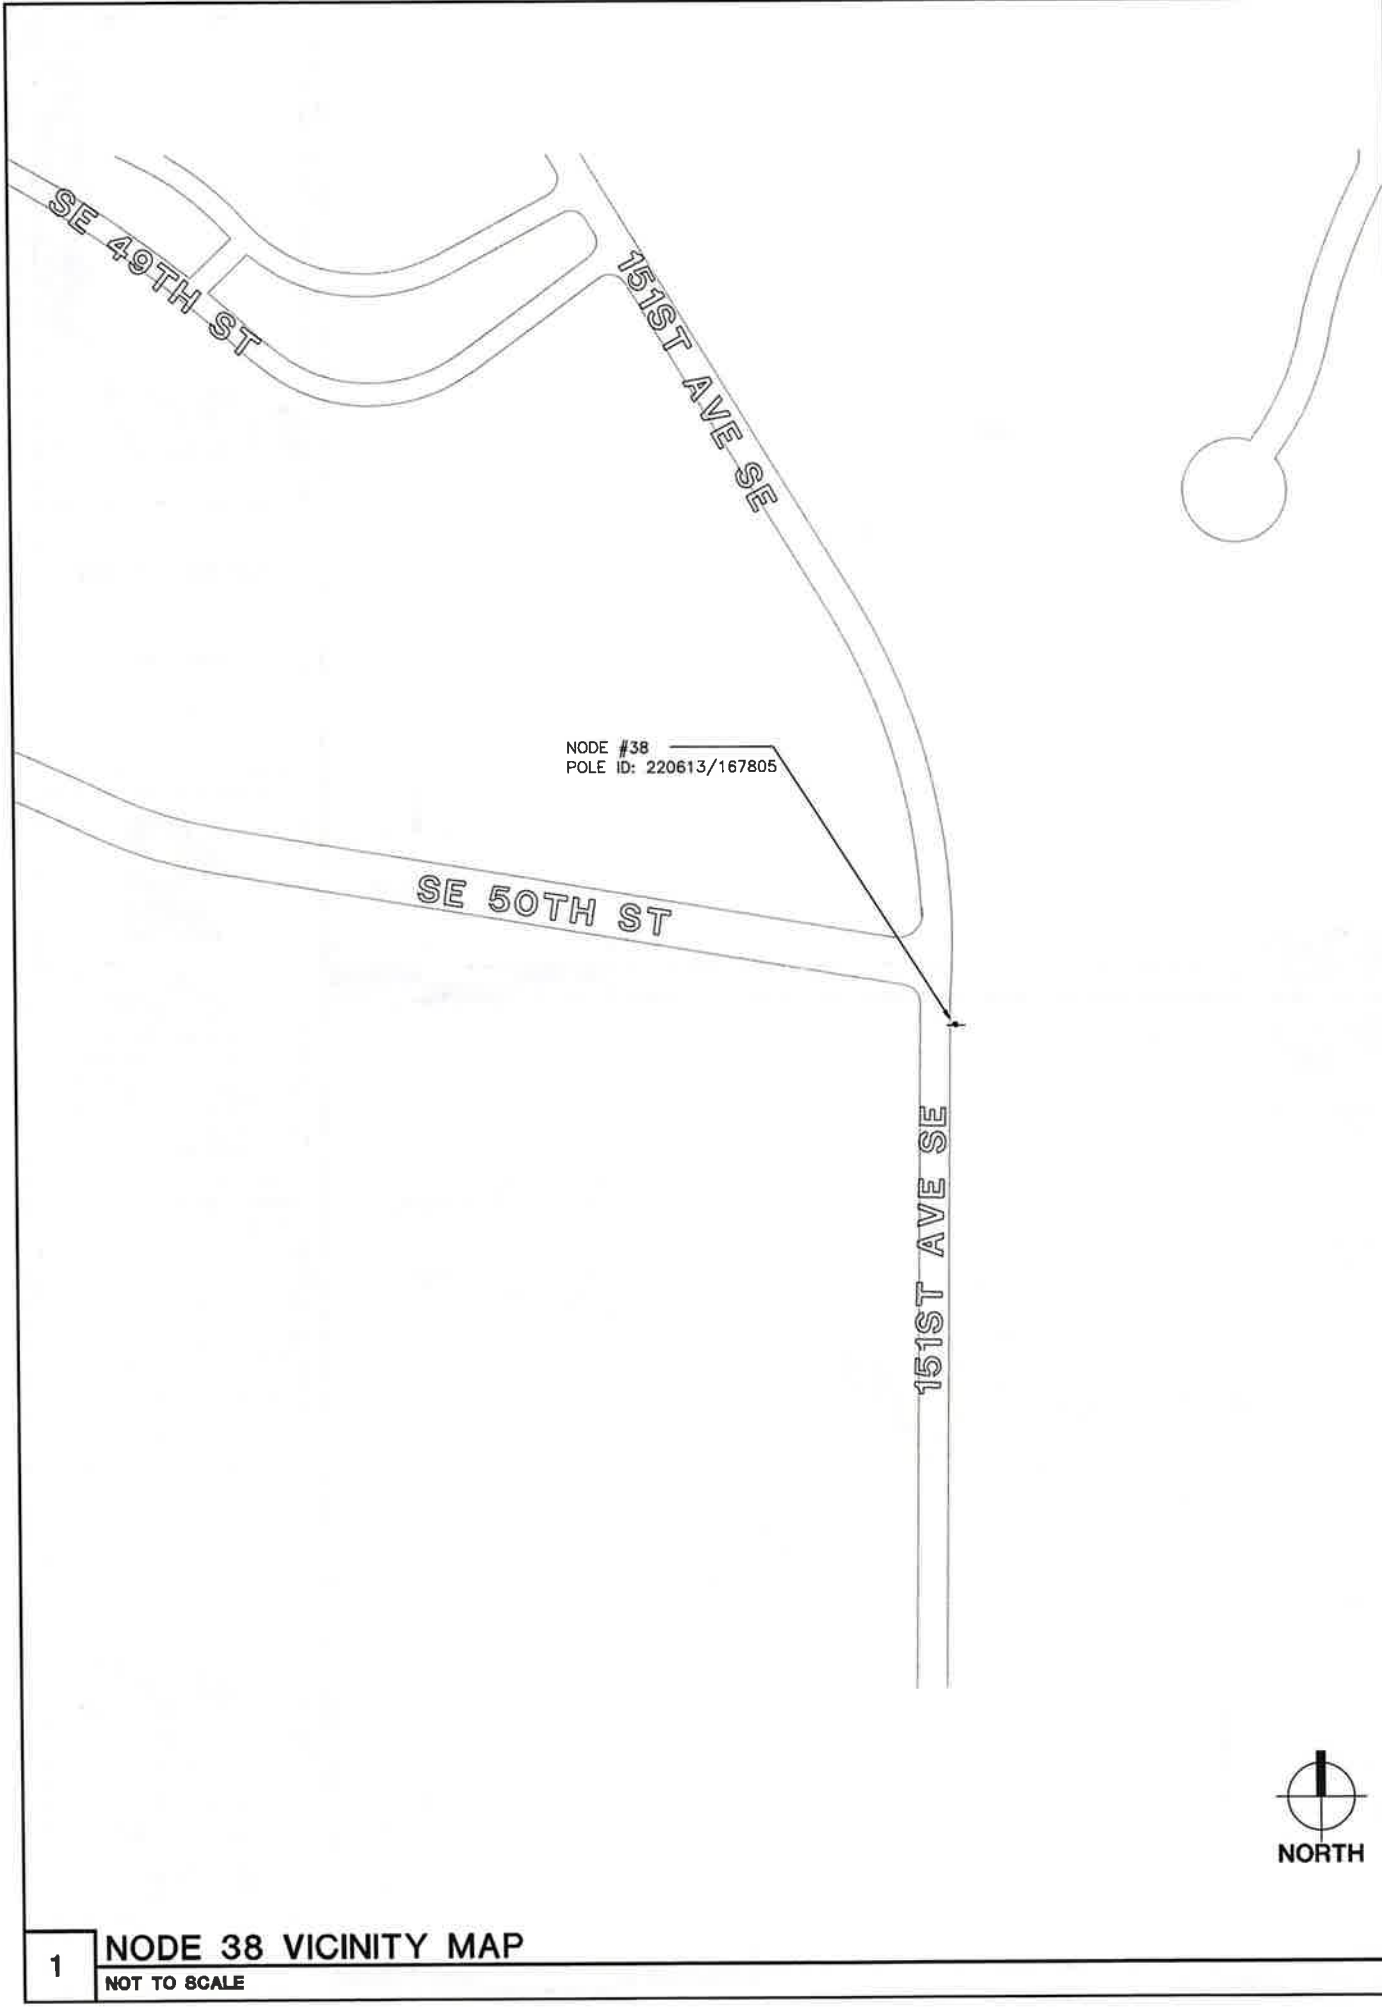 SE 49TH ST
151ST AVE SE
NODE #38
POLE ID: 220613/167805
SE 50TH ST
151ST AVE SE
NORTH
1
NODE 38 VICINITY MAP
NOT TO SCALE